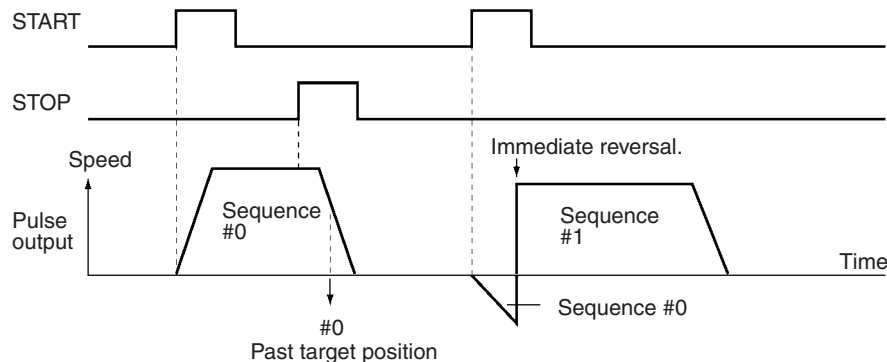 START
STOP
Immediate reversal.
Speed
Pulse
output
Sequence
#0
Sequence
#1
Time
Sequence #0
#0
Past target position